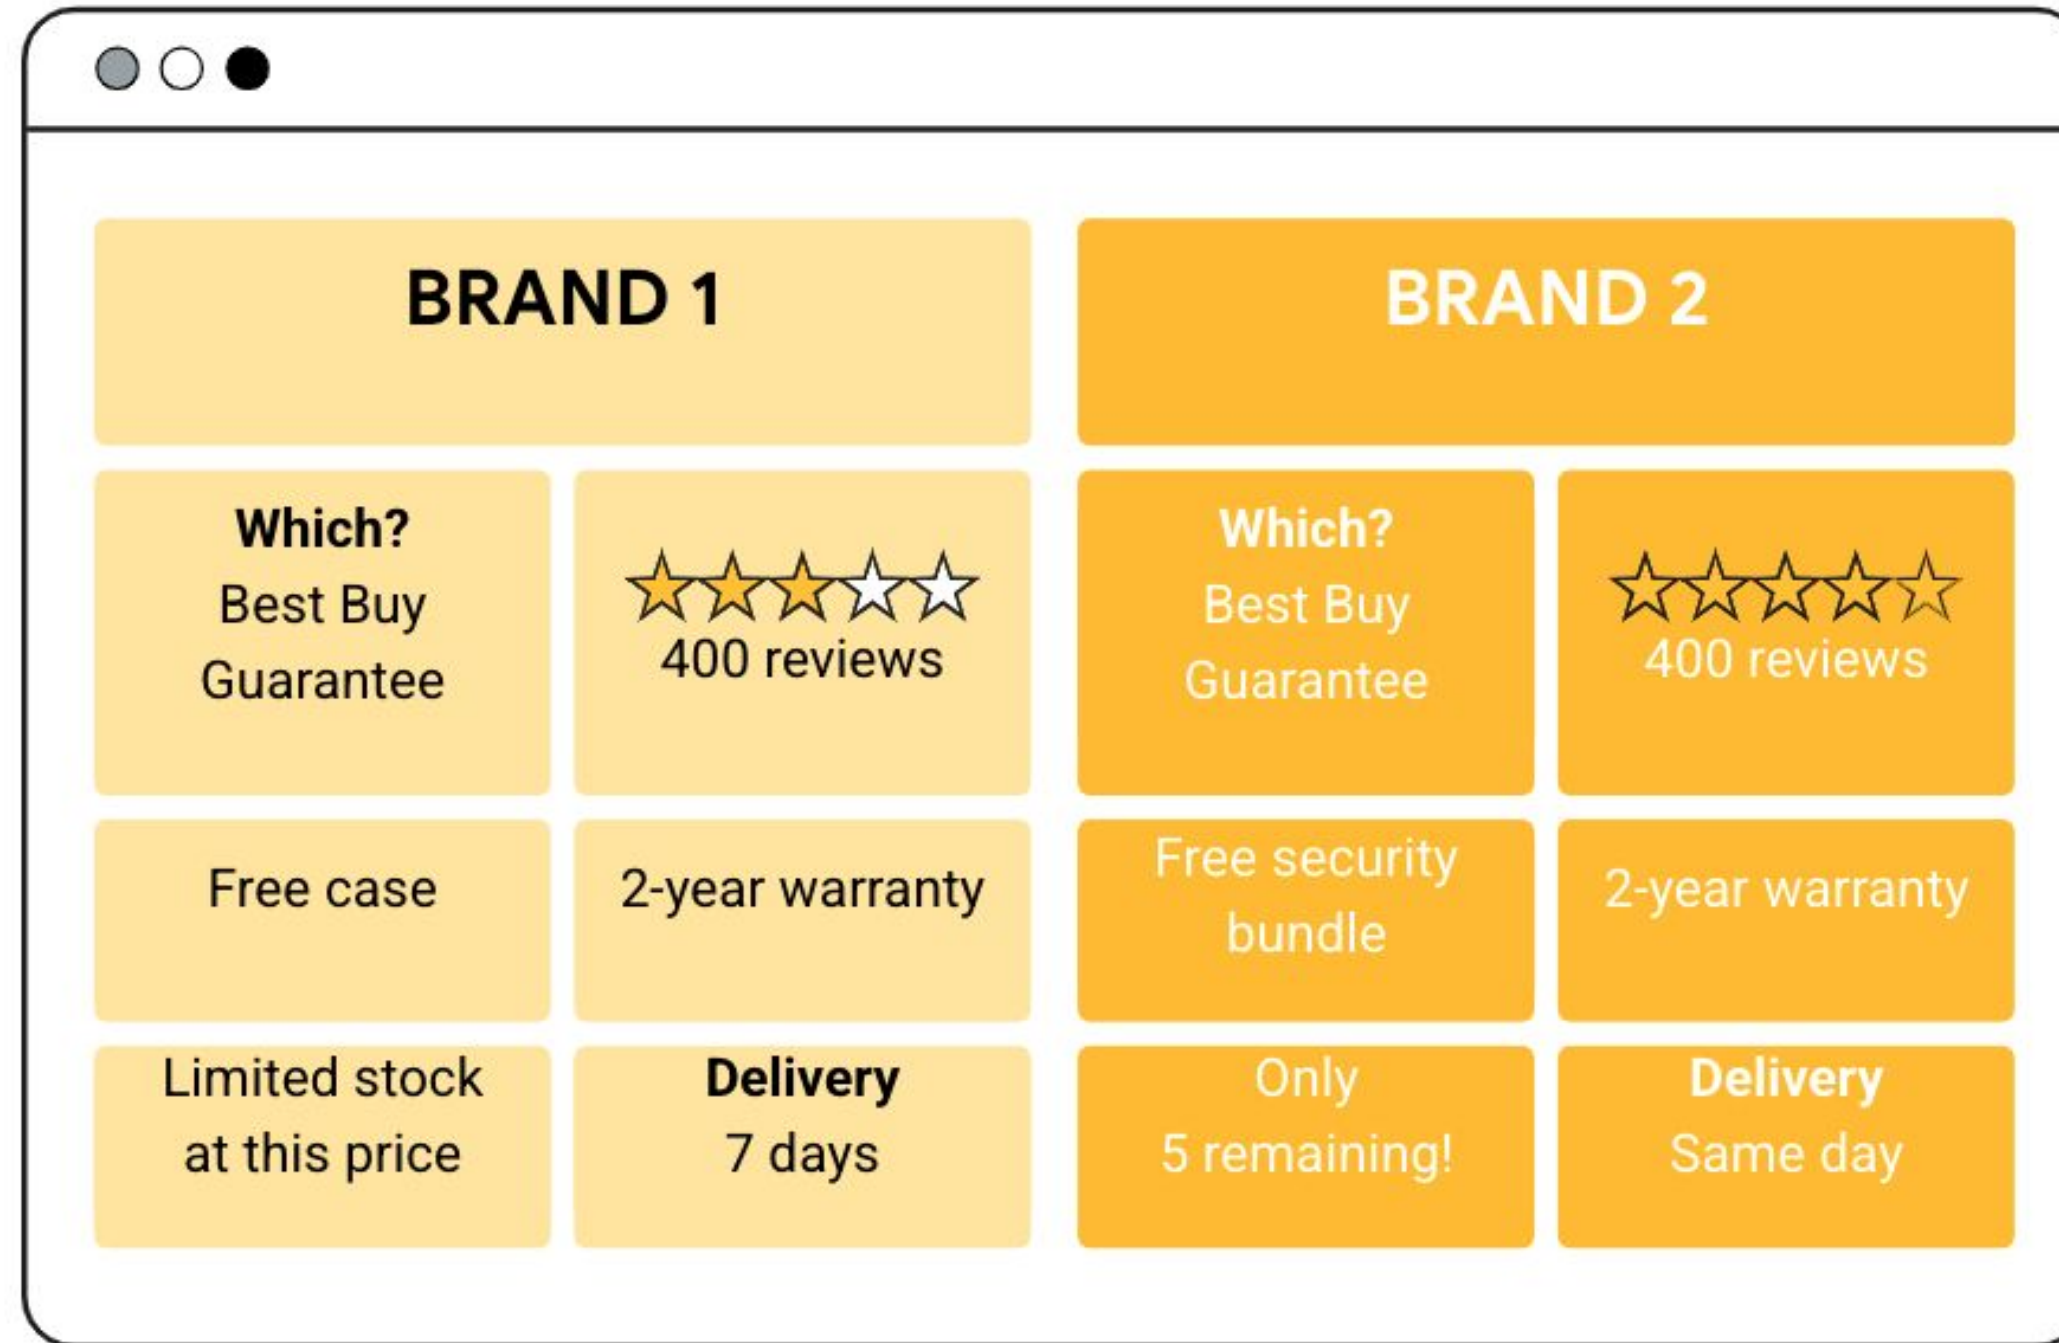 BRAND 1
Which?
Best Buy
Guarantee
400 reviews
Free case
2-year warranty
Limited stock
at this price
Delivery
7 days
BRAND 2
Which?
Best Buy
Guarantee
400 reviews
Free security
bundle
2-year warranty
Only
5 remaining!
Delivery
Same day